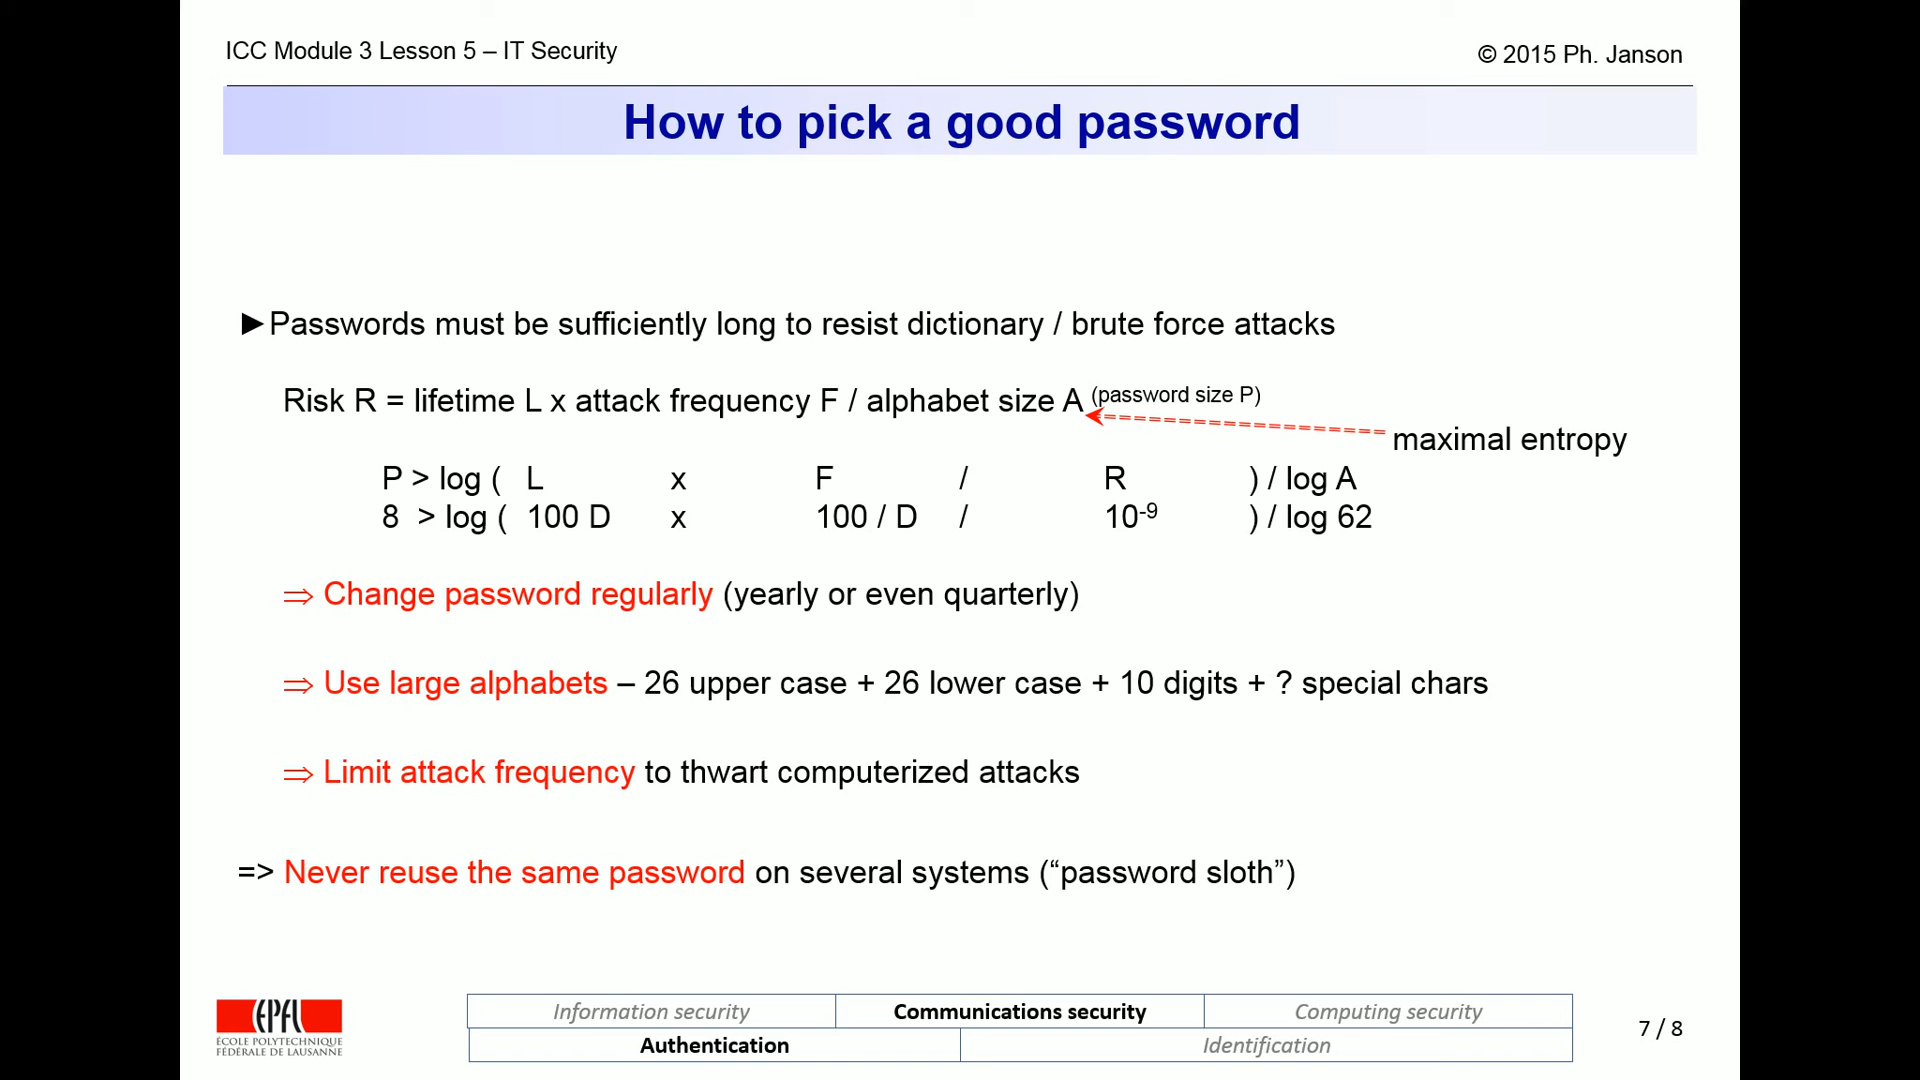 ICC Module 3 Lesson 5 – IT Security
© 2015 Ph. Janson
How to pick a good password
►Passwords must be sufficiently long to resist dictionary / brute force attacks
Risk R = lifetime L x attack frequency F / alphabet size A (password size P)
maximal entropy
P > log ( L x F / R ) / log A
8 > log ( 100 D x 100 / D / 10-9 ) / log 62
⇒ Change password regularly (yearly or even quarterly)
⇒ Use large alphabets – 26 upper case + 26 lower case + 10 digits + ? special chars
⇒ Limit attack frequency to thwart computerized attacks
=> Never reuse the same password on several systems (“password sloth”)
EPFL
ÉCOLE POLYTECHNIQUE
FÉDÉRALE DE LAUSANNE
Information security Communications security Computing security
Authentication Identification
7 / 8